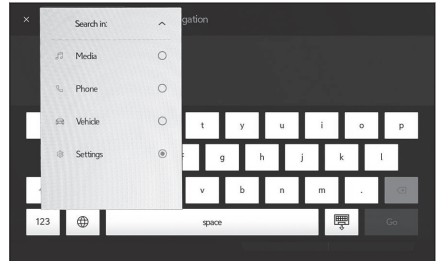 Search in:
gation
Media
Phone
Vehicle
Settings
t y u i o p
g h j k l
v b n m .
123 space Go